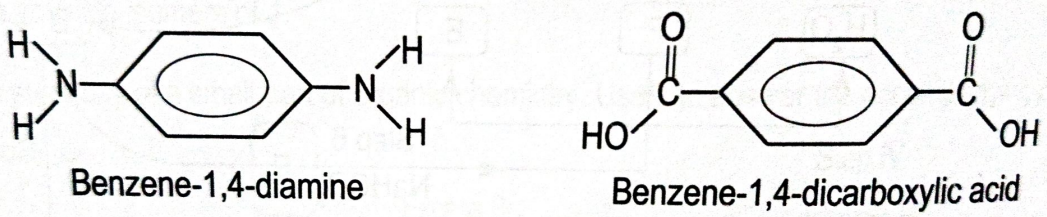 H
N
H
H
N
H
Benzene-1,4-diamine
O
C
HO
O
C
OH
Benzene-1,4-dicarboxylic acid